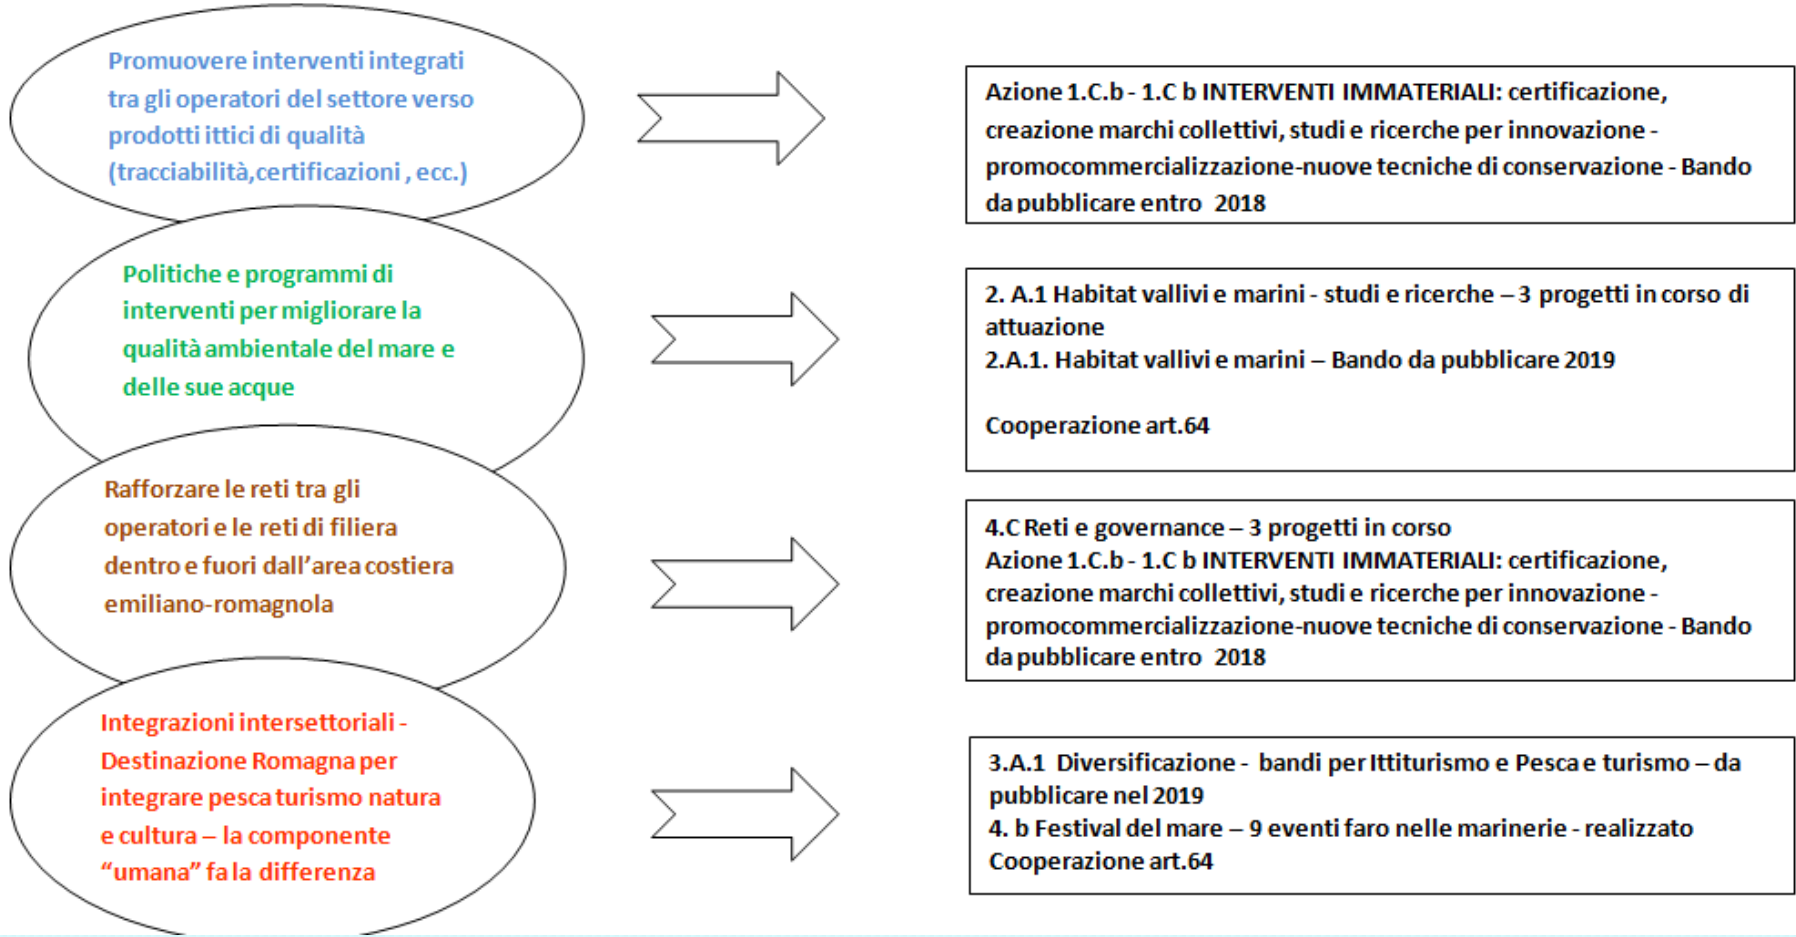 Promuovere interventi integrati
tra gli operatori del settore verso
prodotti ittici di qualità
(tracciabilità,certificazioni , ecc.)
Azione 1.C.b - 1.C b INTERVENTI IMMATERIALI: certificazione,
creazione marchi collettivi, studi e ricerche per innovazione -
promocommercializzazione-nuove tecniche di conservazione - Bando
da pubblicare entro 2018
Politiche e programmi di
interventi per migliorare la
qualità ambientale del mare e
delle sue acque
2. A.1 Habitat vallivi e marini - studi e ricerche – 3 progetti in corso di
attuazione
2.A.1. Habitat vallivi e marini – Bando da pubblicare 2019
Cooperazione art.64
Rafforzare le reti tra gli
operatori e le reti di filiera
dentro e fuori dall’area costiera
emiliano-romagnola
4.C Reti e governance – 3 progetti in corso
Azione 1.C.b - 1.C b INTERVENTI IMMATERIALI: certificazione,
creazione marchi collettivi, studi e ricerche per innovazione -
promocommercializzazione-nuove tecniche di conservazione - Bando
da pubblicare entro 2018
Integrazioni intersettoriali -
Destinazione Romagna per
integrare pesca turismo natura
e cultura – la componente
“umana” fa la differenza
3.A.1 Diversificazione - bandi per Ittiturismo e Pesca e turismo – da
pubblicare nel 2019
4. b Festival del mare – 9 eventi faro nelle marinerie - realizzato
Cooperazione art.64